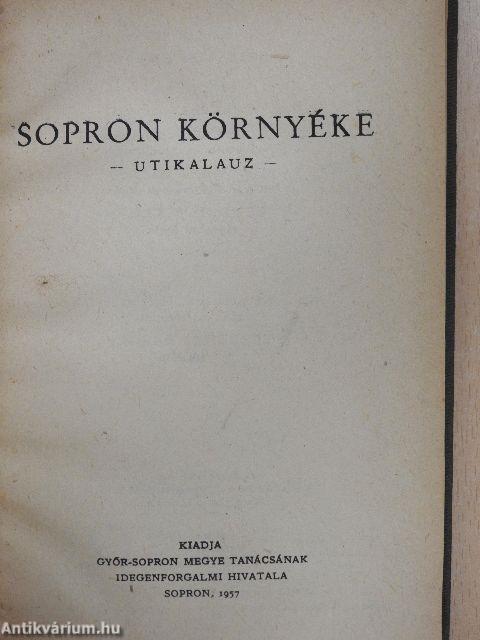 SOPRON KÖRNYÉKE
— UTIKALAUZ —
KIADJA
GYŐR-SOPRON MEGYE TANÁCSÁNAK
IDEGENFORGALMI HIVATALA
SOPRON, 1957
Antikvárium.hu